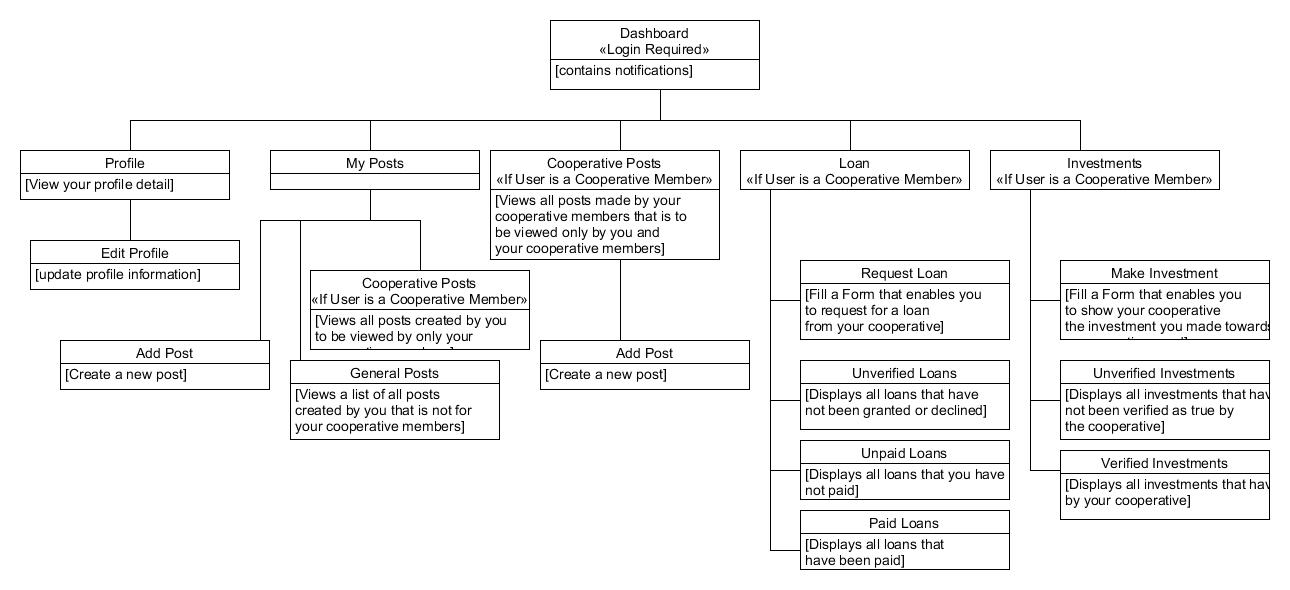 Dashboard
«Login Required»
[contains notifications]
Profile
[View your profile detail]
My Posts
Cooperative Posts
«If User is a Cooperative Member»
[Views all posts made by your
cooperative members that is to
be viewed only by you and
your cooperative members]
Loan
«If User is a Cooperative Member»
Investments
«If User is a Cooperative Member»
Edit Profile
[update profile information]
Cooperative Posts
«If User is a Cooperative Member»
[Views all posts created by you
to be viewed by only your
Add Post
[Create a new post]
General Posts
[Views a list of all posts
created by you that is not for
your cooperative members]
Add Post
[Create a new post]
Request Loan
[Fill a Form that enables you
to request for a loan
from your cooperative]
Unverified Loans
[Displays all loans that have
not been granted or declined]
Unpaid Loans
[Displays all loans that you have
not paid]
Paid Loans
[Displays all loans that
have been paid]
Make Investment
[Fill a Form that enables you
to show your cooperative
the investment you made towards
Unverified Investments
[Displays all investments that hav
not been verified as true by
the cooperative]
Verified Investments
[Displays all investments that hav
by your cooperative]